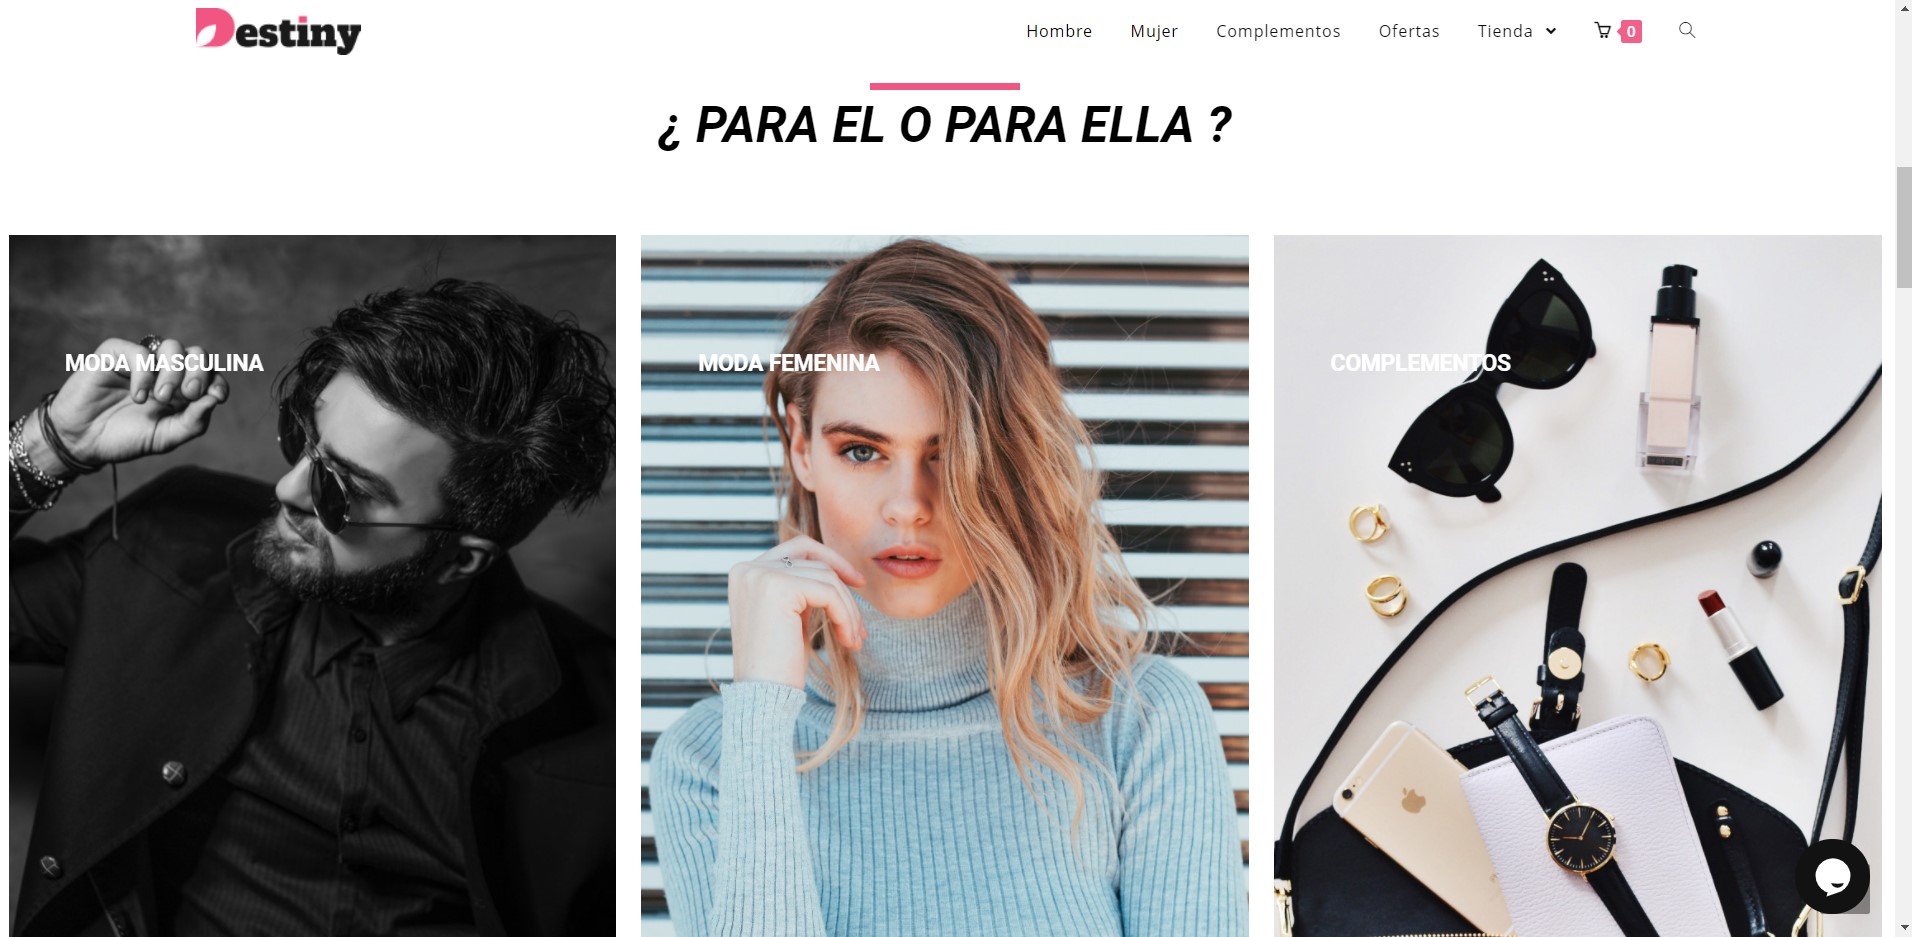 Destiny
Hombre Mujer Complementos Ofertas Tienda 0
¿ PARA EL O PARA ELLA ?
MODA MASCULINA
MODA FEMENINA
COMPLEMENTOS